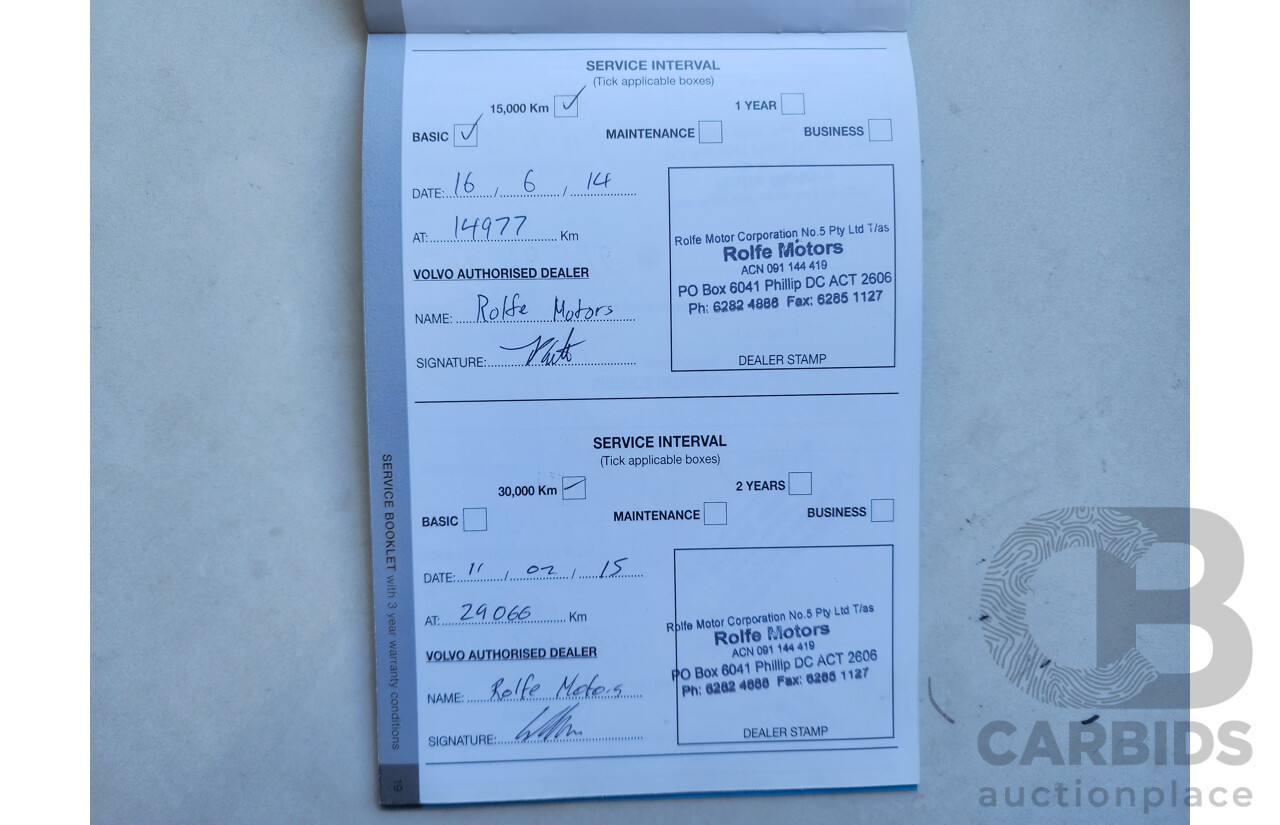 SERVICE INTERVAL
(Tick applicable boxes)
15,000 Km 1 YEAR
BASIC MAINTENANCE BUSINESS
DATE: 16 / 6 / 14
AT: 14977 Km
VOLVO AUTHORISED DEALER
NAME: Rolfe Motors
SIGNATURE:
Rolfe Motor Corporation No.5 Pty Ltd T/as
Rolfe Motors
ACN 091 144 419
PO Box 6041 Phillip DC ACT 2606
Ph: 6282 4888 Fax: 6285 1127
DEALER STAMP
SERVICE INTERVAL
(Tick applicable boxes)
30,000 Km 2 YEARS
BASIC MAINTENANCE BUSINESS
DATE: 11 / 02 / 15
AT: 29066 Km
VOLVO AUTHORISED DEALER
NAME: Rolfe Motors
SIGNATURE:
Rolfe Motor Corporation No.5 Pty Ltd T/as
Rolfe Motors
ACN 091 144 419
PO Box 6041 Phillip DC ACT 2606
Ph: 6282 4888 Fax: 6285 1127
DEALER STAMP
SERVICE BOOKLET with 3 year warranty conditions
19
CB
CARBIDS
auctionplace